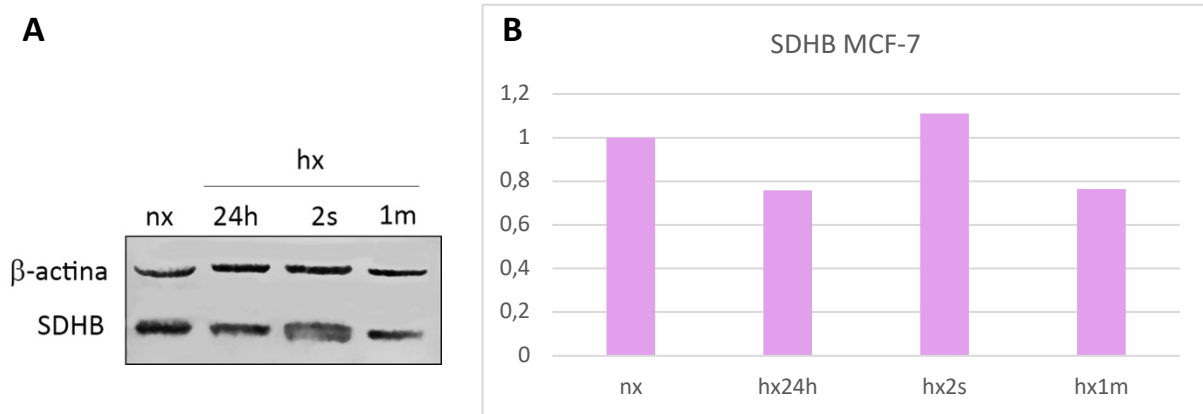 A
hx
nx 24h 2s 1m
β-actina
SDHB
B
SDHB MCF-7
1,2
1
0,8
0,6
0,4
0,2
0
nx hx24h hx2s hx1m